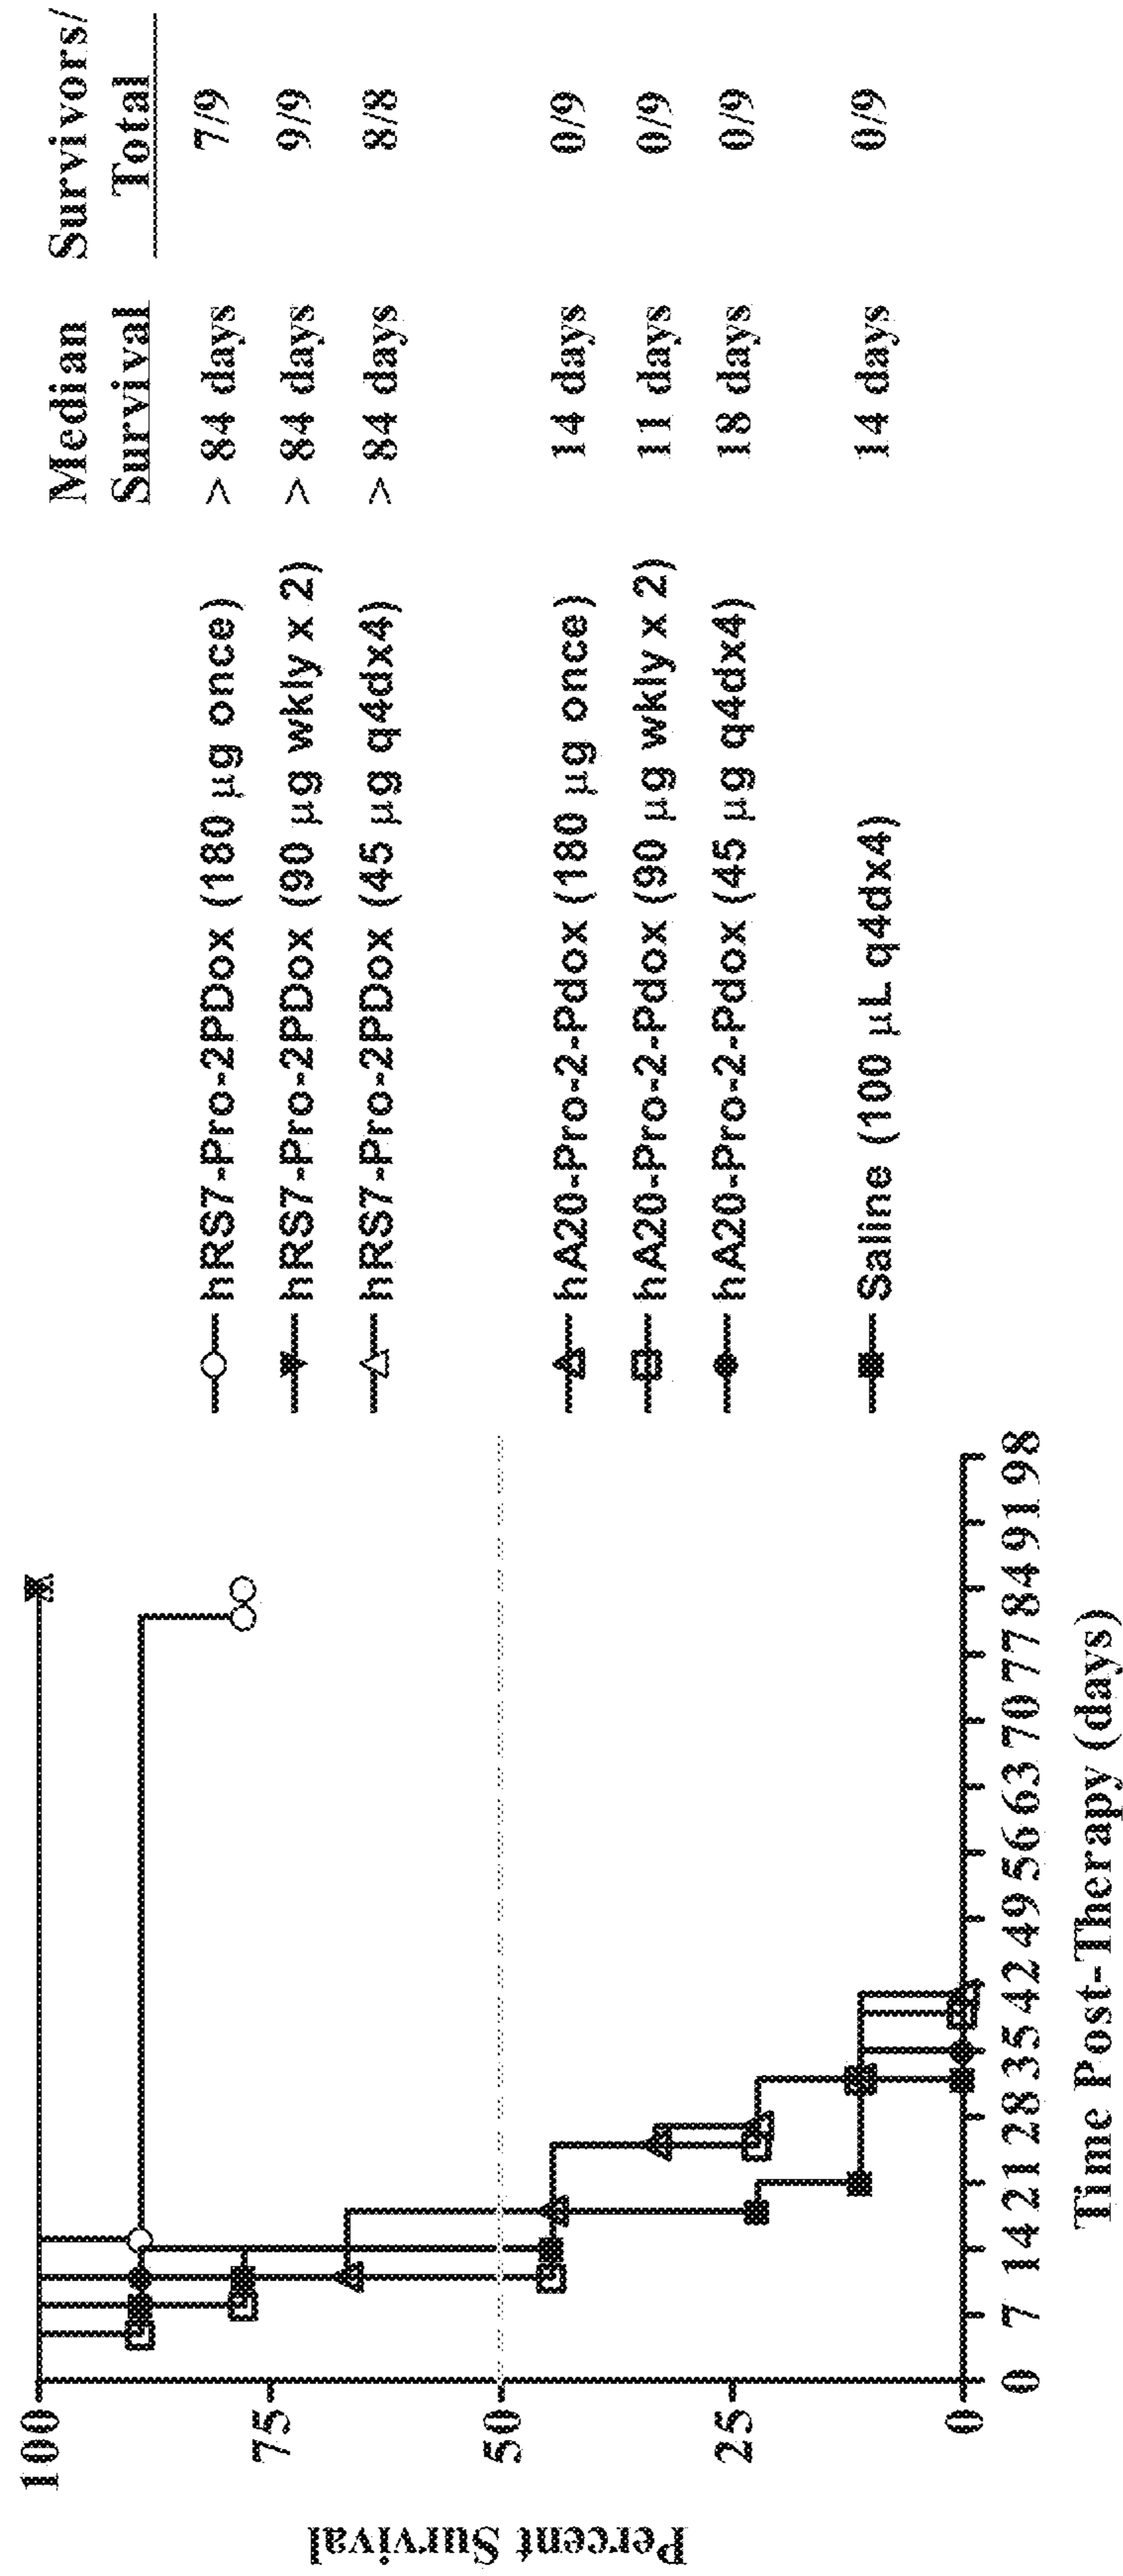 Median Survivors/
Survival Total
hRS7-Pro-2PDox (180 µg once) > 84 days 7/9
hRS7-Pro-2PDox (90 µg wkly x 2) > 84 days 9/9
hRS7-Pro-2PDox (45 µg q4dx4) > 84 days 8/8
hA20-Pro-2-Pdox (180 µg once) 14 days 0/9
hA20-Pro-2-Pdox (90 µg wkly x 2) 11 days 0/9
hA20-Pro-2-Pdox (45 µg q4dx4) 18 days 0/9
Saline (100 µL q4dx4) 14 days 0/9
Percent Survival
100
75
50
25
0
0 7 14 21 28 35 42 49 56 63 70 77 84 91 98
Time Post-Therapy (days)